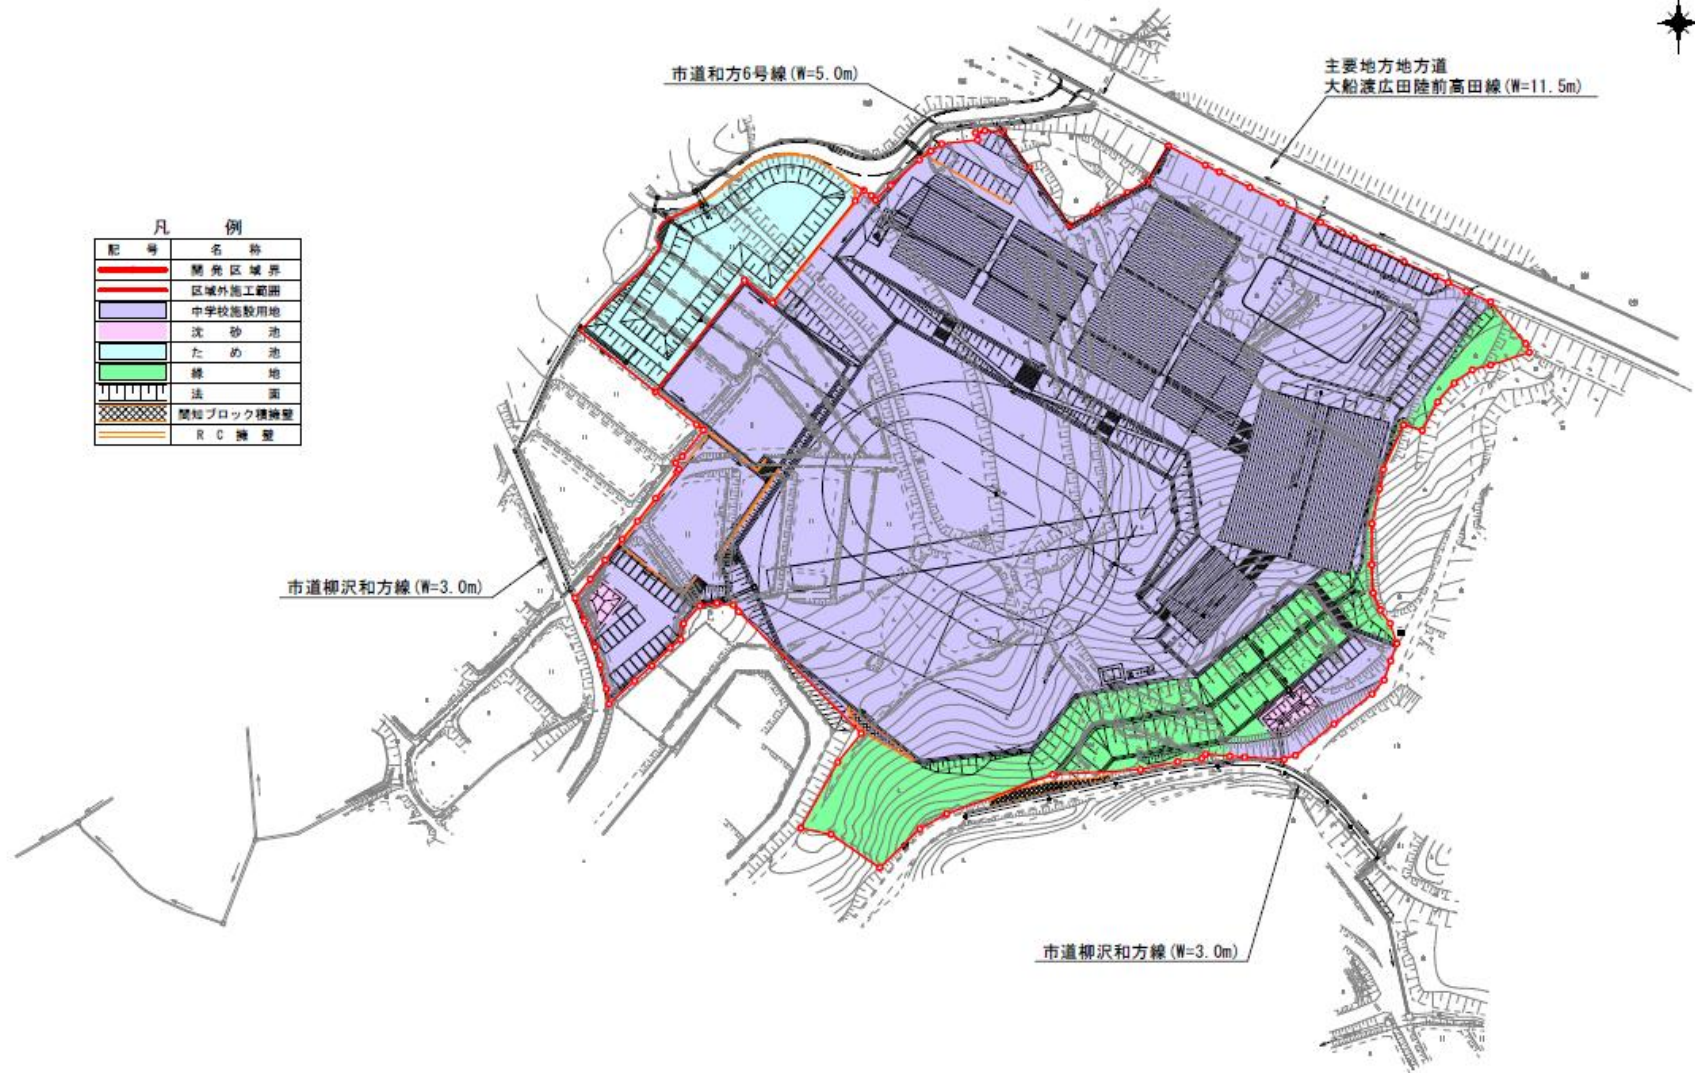 市道和方6号線(W=5.0m)
主要地方地方道
大船渡広田陸前高田線(W=11.5m)
凡 例
記 号 名 称
開発区域界
区域外施工範囲
中学校施設用地
沈 砂 池
た め 池
緑 地
法 面
間知ブロック積擁壁
R C 擁 壁
市道柳沢和方線(W=3.0m)
市道柳沢和方線(W=3.0m)